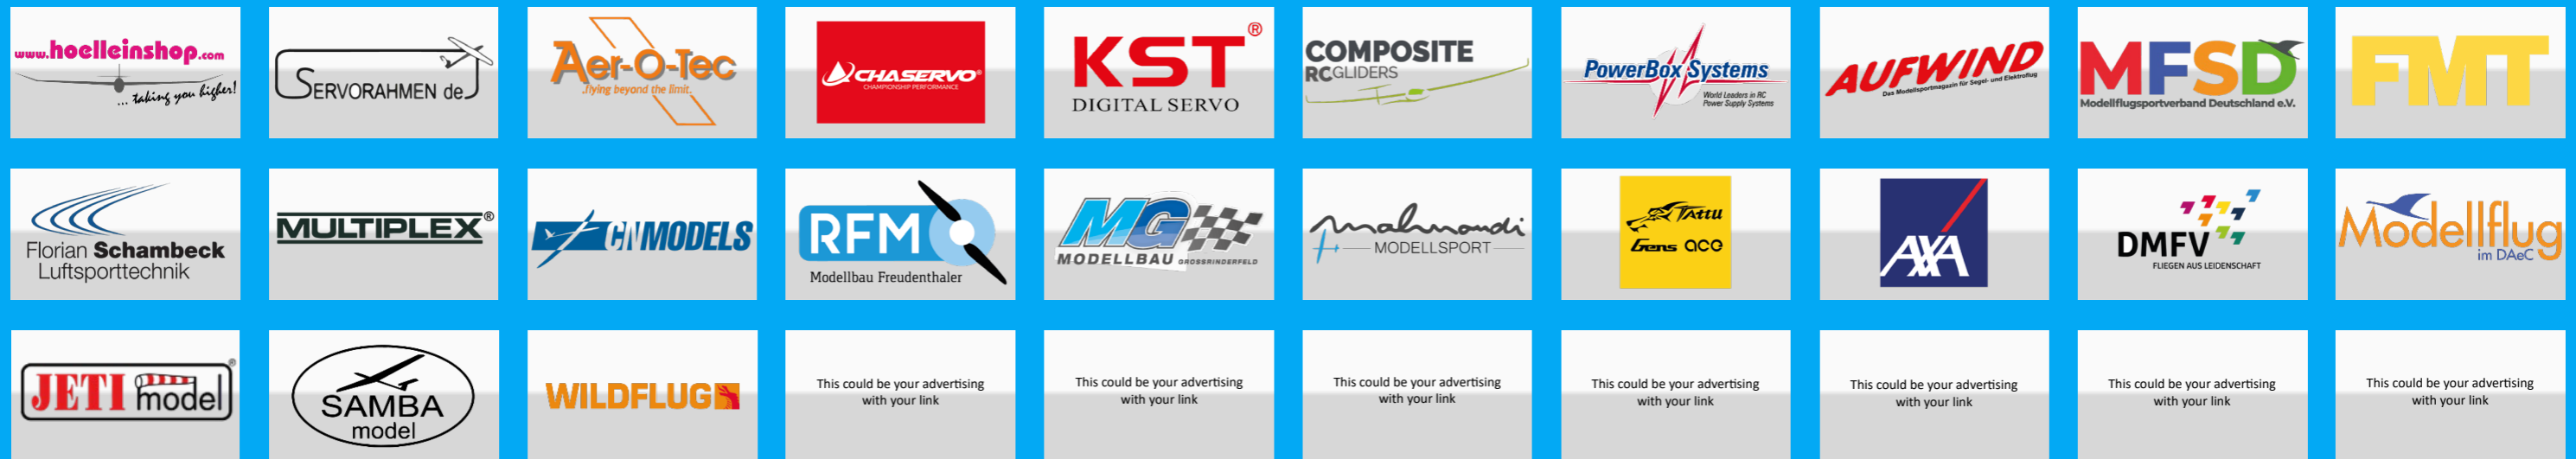 www.hoelleinshop.com
... taking you higher!
SERVORAHMEN de
Aer-O-Tec
.flying beyond the limit.
CHASERVO®
CHAMPIONSHIP PERFORMANCE
KST®
DIGITAL SERVO
COMPOSITE
RCGLIDERS
PowerBox Systems
World Leaders in RC
Power Supply Systems
AUFWIND
Das Modellsportmagazin für Segel- und Elektroflug
MFSD
Modellflugsportverband Deutschland e.V.
FMT
Florian Schambeck
Luftsporttechnik
MULTIPLEX®
CNMODELS
RFM
Modellbau Freudenthaler
MG
MODELLBAU GROSSRINDERFELD
mahmoudi
MODELLSPORT
TATTU
Gens ace
AXA
DMFV
FLIEGEN AUS LEIDENSCHAFT
Modellflug
im DAeC
JETI model®
SAMBA
model
WILDFLUG
This could be your advertising
with your link
This could be your advertising
with your link
This could be your advertising
with your link
This could be your advertising
with your link
This could be your advertising
with your link
This could be your advertising
with your link
This could be your advertising
with your link